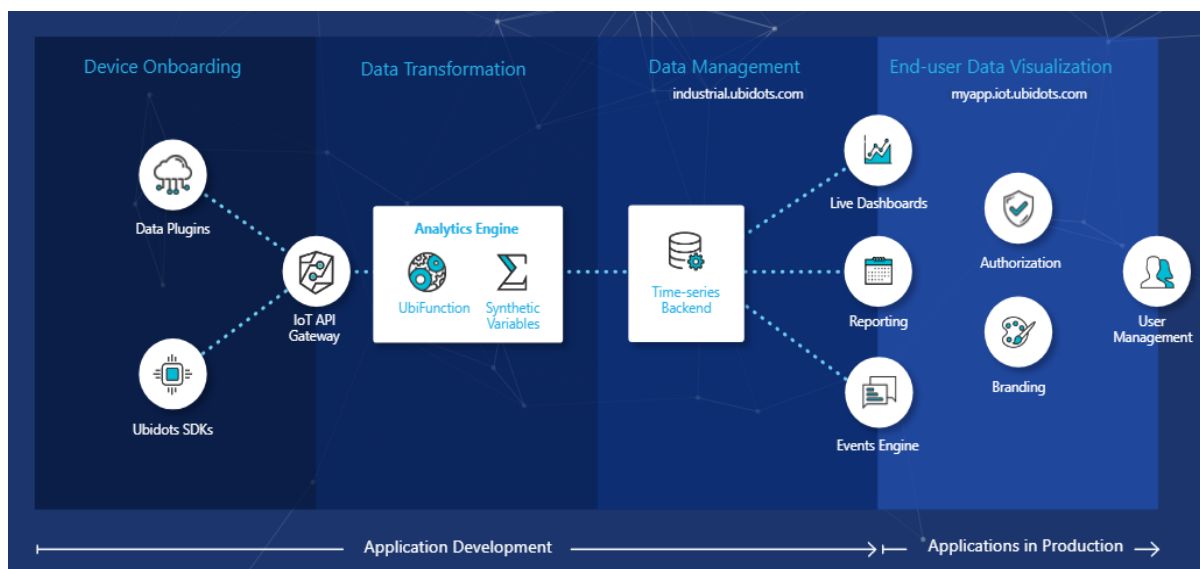 Device Onboarding
Data Transformation
Data Management
industrial.ubidots.com
End-user Data Visualization
myapp.iot.ubidots.com
Data Plugins
Ubidots SDKs
IoT API
Gateway
Analytics Engine
UbiFunction
Synthetic
Variables
Time-series
Backend
Live Dashboards
Reporting
Events Engine
Authorization
Branding
User
Management
Application Development
Applications in Production